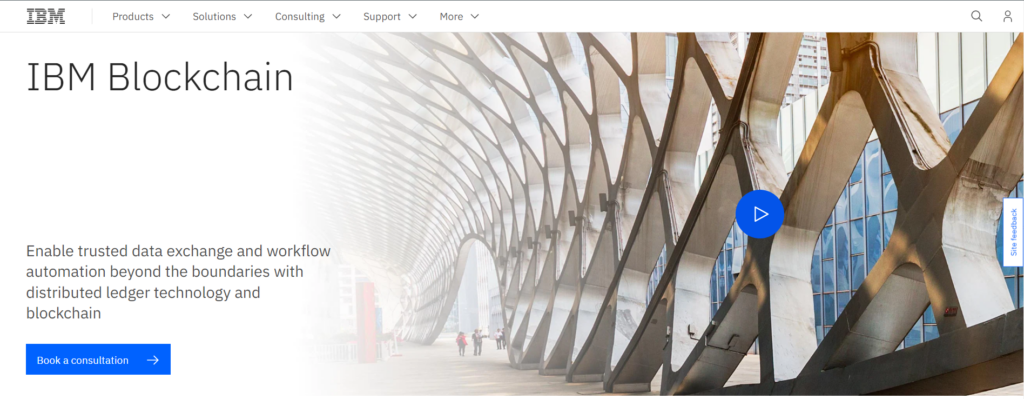 IBM
Products
Solutions
Consulting
Support
More
IBM Blockchain
Enable trusted data exchange and workflow
automation beyond the boundaries with
distributed ledger technology and
blockchain
Book a consultation
Site feedback